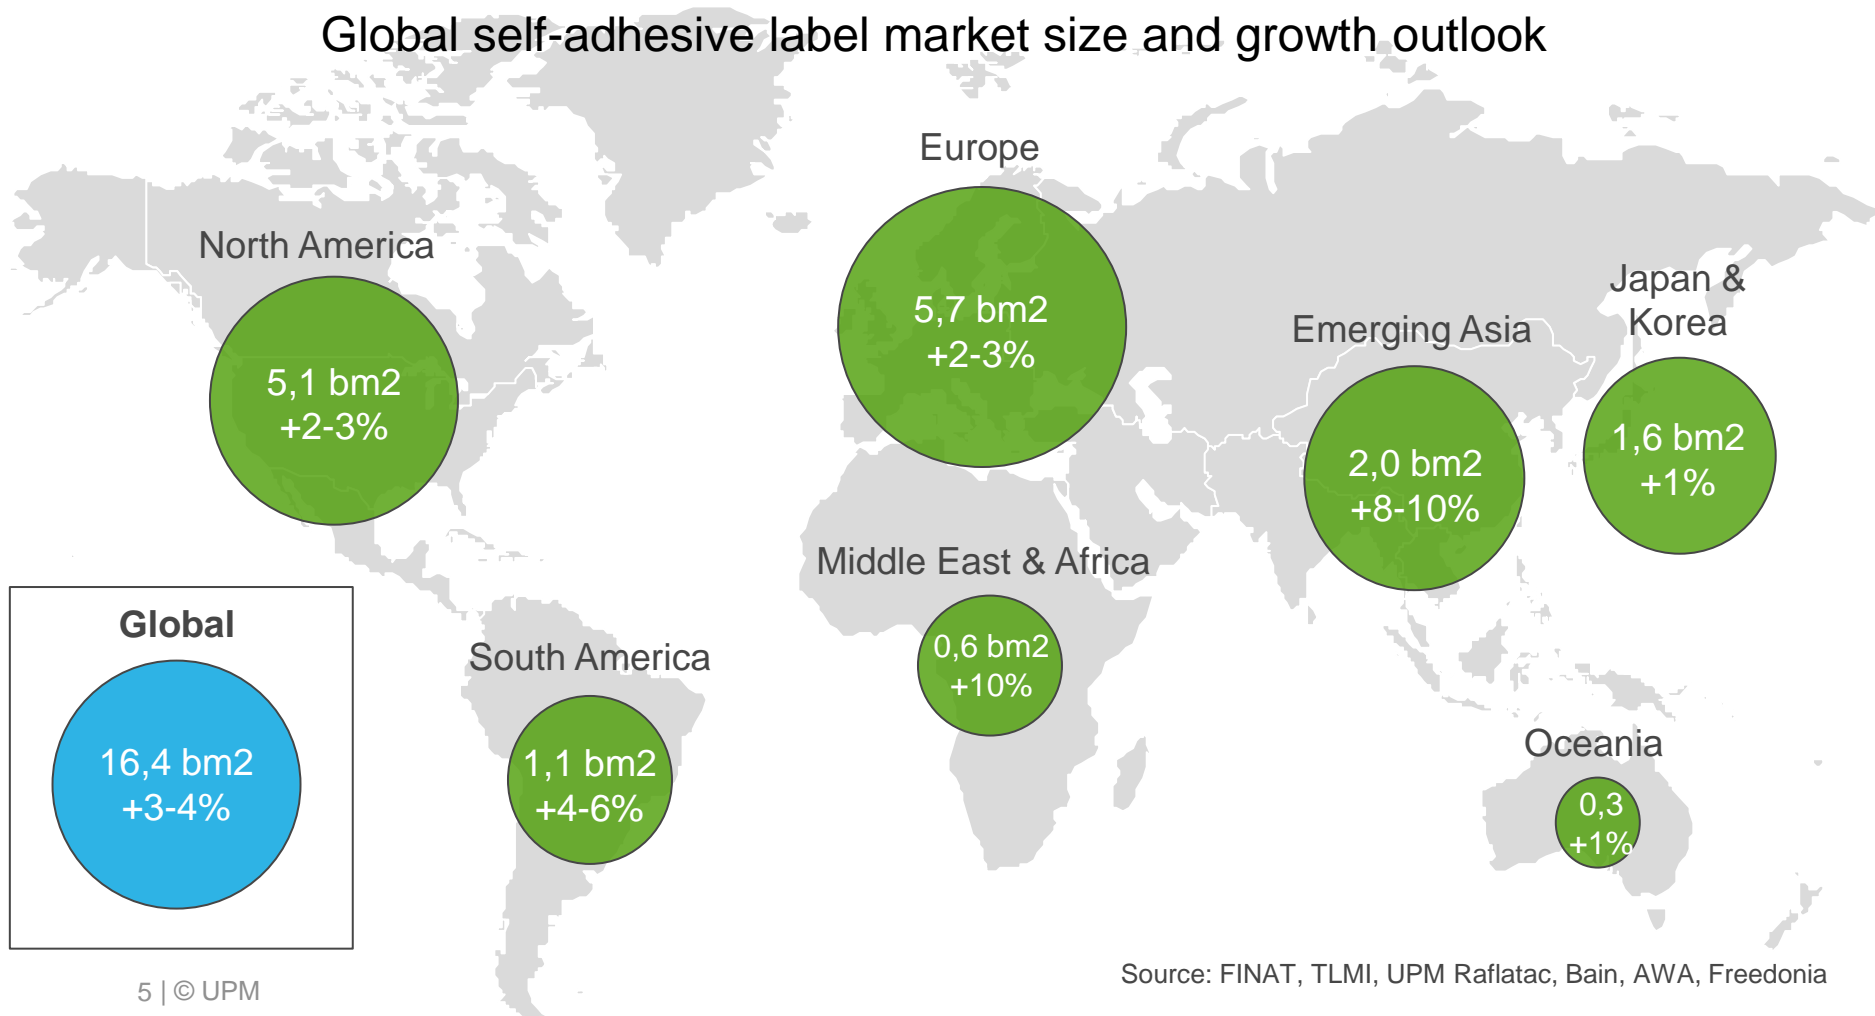 Global self-adhesive label market size and growth outlook
Europe
5,7 bm2
+2-3%
North America
5,1 bm2
+2-3%
Japan &
Korea
1,6 bm2
+1%
Emerging Asia
2,0 bm2
+8-10%
Middle East & Africa
0,6 bm2
+10%
Global
16,4 bm2
+3-4%
South America
1,1 bm2
+4-6%
Oceania
0,3
+1%
Source: FINAT, TLMI, UPM Raflatac, Bain, AWA, Freedonia
5 | © UPM